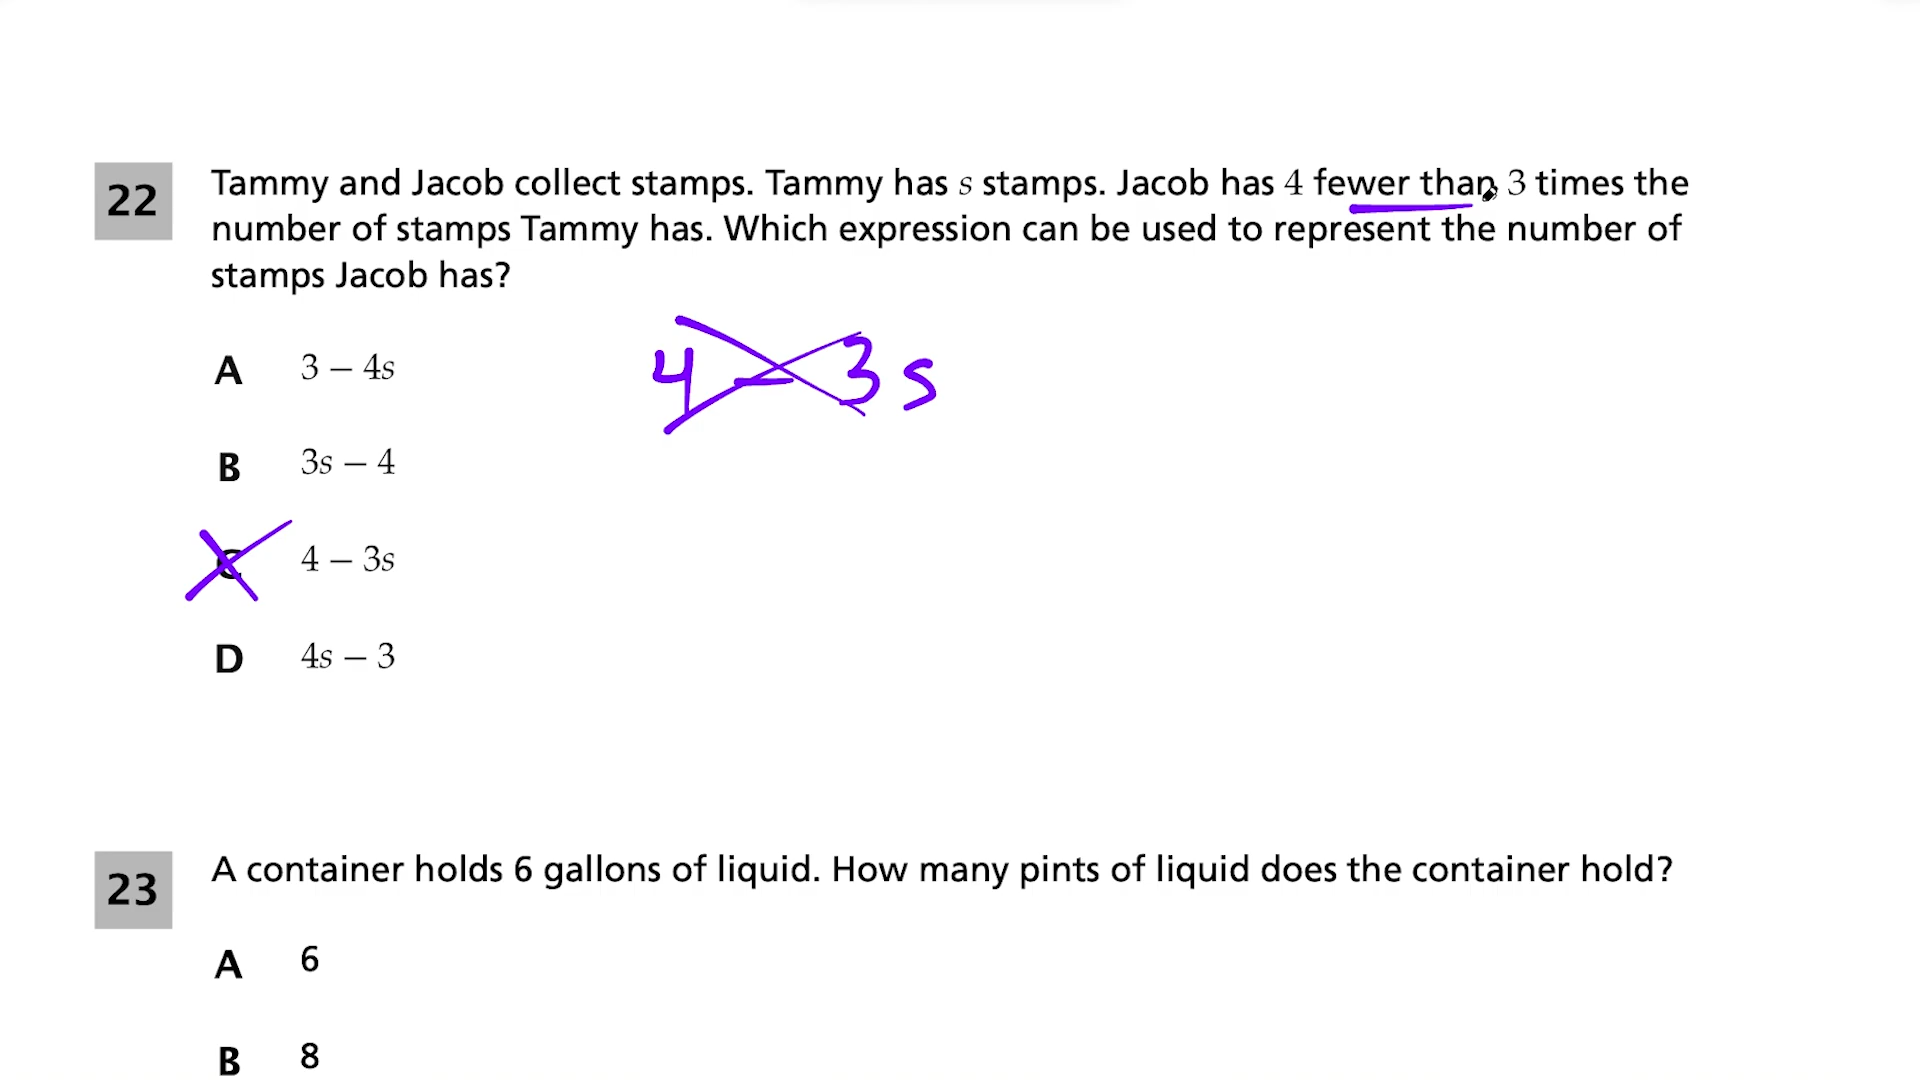 22 Tammy and Jacob collect stamps. Tammy has s stamps. Jacob has 4 fewer than 3 times the
number of stamps Tammy has. Which expression can be used to represent the number of
stamps Jacob has?
A 3 – 4s
4 – 3 s
B 3s – 4
C 4 – 3s
D 4s – 3
23 A container holds 6 gallons of liquid. How many pints of liquid does the container hold?
A 6
B 8